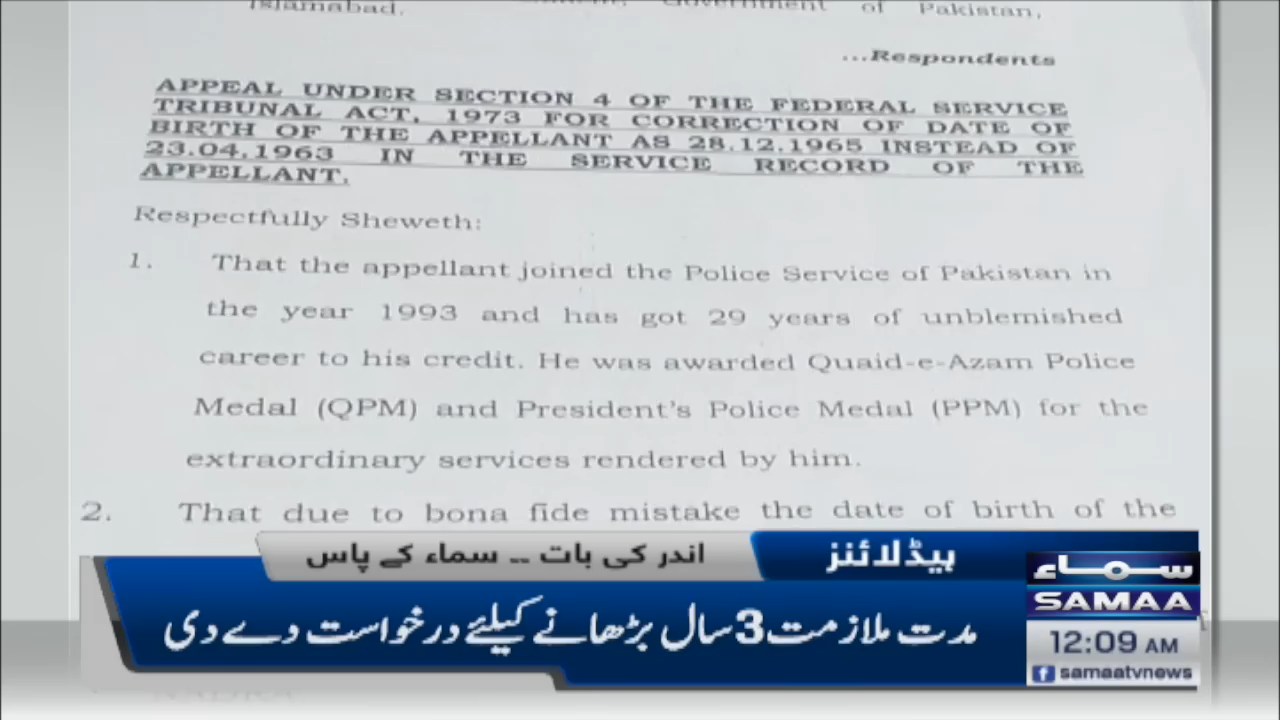 Islamabad.
Government of Pakistan,
...Respondents
APPEAL UNDER SECTION 4 OF THE FEDERAL SERVICE
TRIBUNAL ACT, 1973 FOR CORRECTION OF DATE OF
BIRTH OF THE APPELLANT AS 28.12.1965 INSTEAD OF
23.04.1963 IN THE SERVICE RECORD OF THE
APPELLANT.
Respectfully Sheweth:
1. That the appellant joined the Police Service of Pakistan in
the year 1993 and has got 29 years of unblemished
career to his credit. He was awarded Quaid-e-Azam Police
Medal (QPM) and President's Police Medal (PPM) for the
extraordinary services rendered by him.
2. That due to bona fide mistake the date of birth of the
ہیڈلائنز
اندر کی بات .. سماء کے پاس
مدت ملازمت 3 سال بڑھانے کیلئے درخواست دے دی
سماء
SAMAA
12:09 AM
samaatvnews